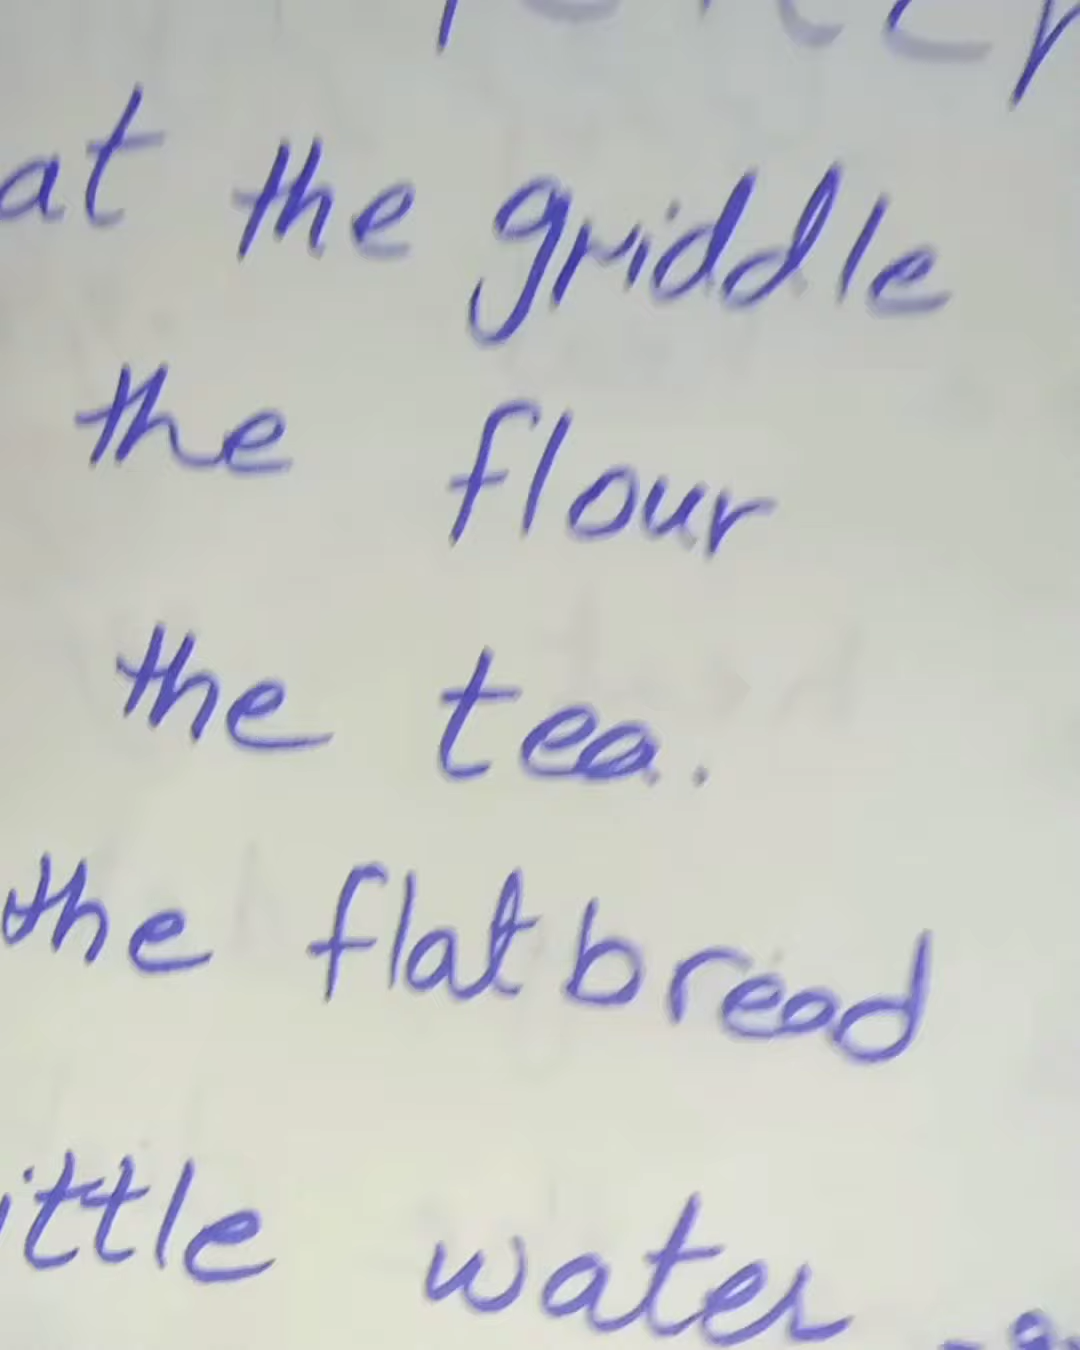 at the griddle
the flour
the tea.
the flatbread
ittle water